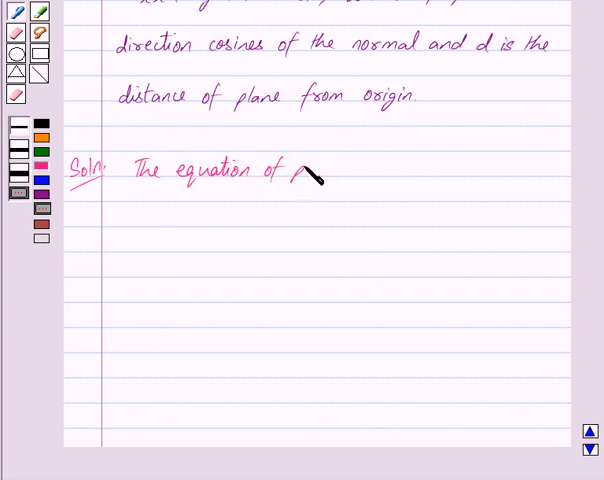 direction cosines of the normal and d is the
distance of plane from origin.
Soln: The equation of p